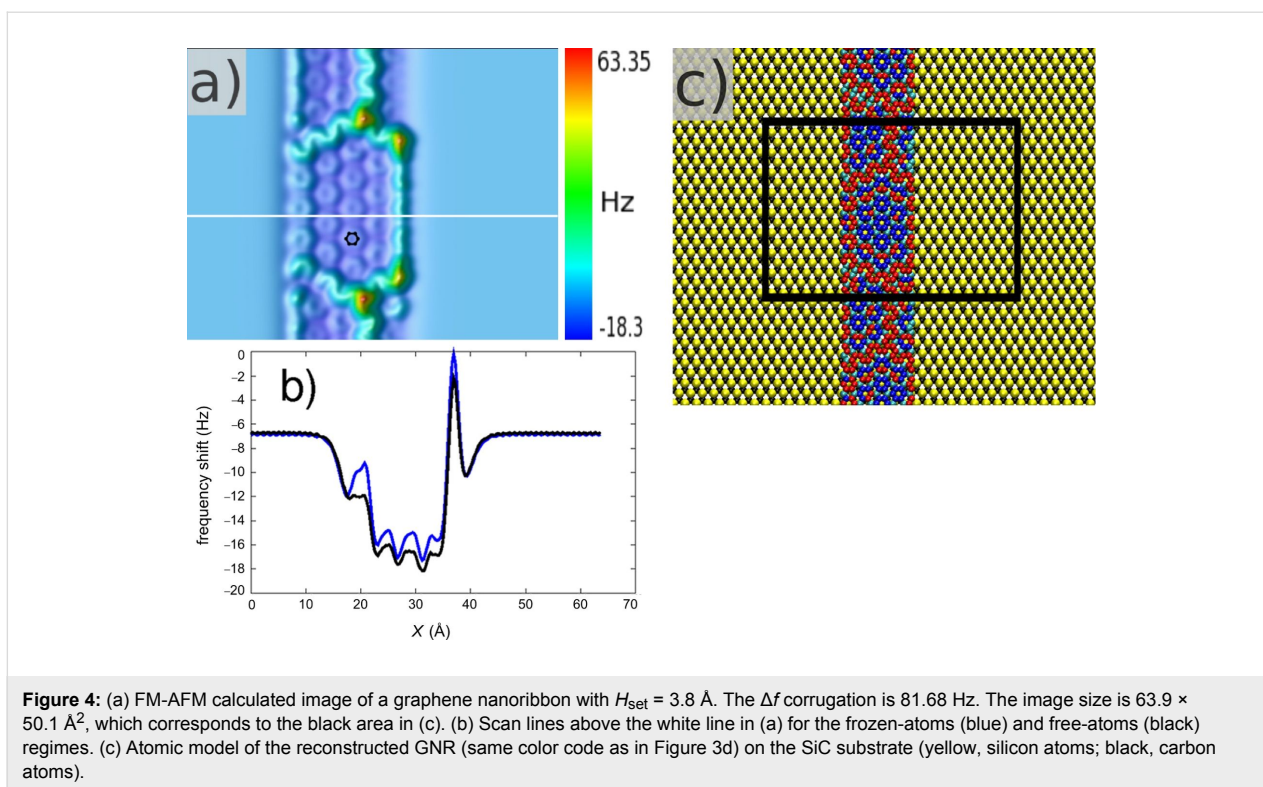 a)
63.35
Hz
-18.3
c)
b)
0
−2
−4
−6
−8
−10
−12
−14
−16
−18
−20
frequency shift (Hz)
0 10 20 30 40 50 60 70
X (Å)
Figure 4: (a) FM-AFM calculated image of a graphene nanoribbon with Hset = 3.8 Å. The Δf corrugation is 81.68 Hz. The image size is 63.9 ×
50.1 Å2, which corresponds to the black area in (c). (b) Scan lines above the white line in (a) for the frozen-atoms (blue) and free-atoms (black)
regimes. (c) Atomic model of the reconstructed GNR (same color code as in Figure 3d) on the SiC substrate (yellow, silicon atoms; black, carbon
atoms).